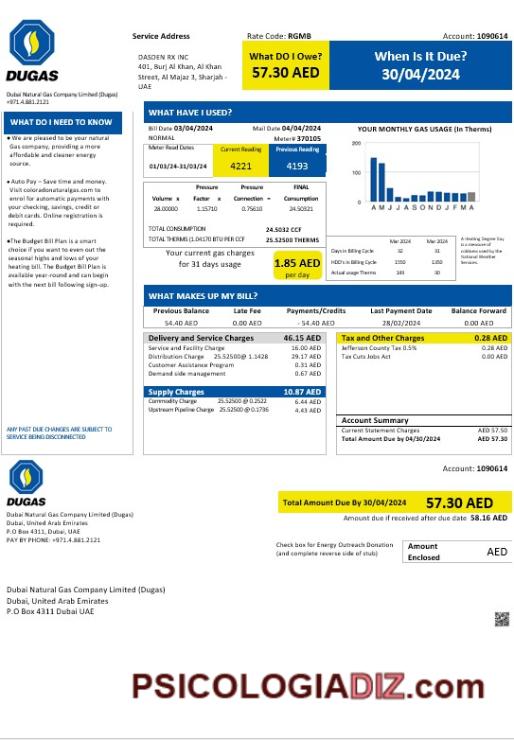 DUGAS
Dubai Natural Gas Company Limited (Dugas)
+971.4.881.2121
Service Address
DASDEN RX INC
401, Burj Al Khan, Al Khan
Street, Al Majaz 3, Sharjah -
UAE
Rate Code: RGMB
Account: 1090614
What DO I Owe?
57.30 AED
When Is It Due?
30/04/2024
WHAT DO I NEED TO KNOW
• We are pleased to be your natural
Gas company, providing a more
affordable and cleaner energy
source.
• Auto Pay – Save time and money.
Visit coloradonaturalgas.com to
enrol for automatic payments with
your checking, savings, credit or
debit cards. Online registration is
required.
• The Budget Bill Plan is a smart
choice if you want to even out the
seasonal highs and lows of your
heating bill. The Budget Bill Plan is
available year-round and can begin
with the next bill following sign-up.
ANY PAST DUE CHARGES ARE SUBJECT TO
SERVICE BEING DISCONNECTED
WHAT HAVE I USED?
Bill Date 03/04/2024 Mail Date 04/04/2024
NORMAL Meter# 370105
Meter Read Dates Current Reading Previous Reading
01/03/24-31/03/24 4221 4193
Pressure Pressure FINAL
Volume x Factor x Connection = Consumption
28.00000 1.15710 0.75610 24.50321
TOTAL CONSUMPTION 24.5032 CCF
TOTAL THERMS (1.04170 BTU PER CCF 25.52500 THERMS
Your current gas charges
for 31 days usage
1.85 AED
per day
YOUR MONTHLY GAS USAGE (In Therms)
200
100
0
A M J J A S O N D J F M A
Mar 2024 Mar 2024
Days in Billing Cycle 32 31
HDD's in Billing Cycle 1350 1350
Actual usage Therms 30
A Heating Degree Day
is a measure of
coldness used by the
National Weather
Services.
WHAT MAKES UP MY BILL?
Previous Balance Late Fee Payments/Credits Last Payment Date Balance Forward
54.40 AED 0.00 AED - 54.40 AED 28/02/2024 0.00 AED
Delivery and Service Charges 46.15 AED
Service and Facility Charge 16.00 AED
Distribution Charge 25.52500@ 1.1428 29.17 AED
Customer Assistance Program 0.31 AED
Demand side management 0.67 AED
Supply Charges 10.87 AED
Commodity Charge 25.52500 @ 0.2522 6.44 AED
Upstream Pipeline Charge 25.52500 @ 0.1736 4.43 AED
Tax and Other Charges 0.28 AED
Jefferson County Tax 0.5% 0.28 AED
Tax Cuts Jobs Act 0.00 AED
Account Summary
Current Statement Charges AED 57.50
Total Amount Due by 04/30/2024 AED 57.30
DUGAS
Dubai Natural Gas Company Limited (Dugas)
Dubai, United Arab Emirates
P.O Box 4311, Dubai, UAE
PAY BY PHONE: +971.4.881.2121
Account: 1090614
Total Amount Due By 30/04/2024 57.30 AED
Amount due if received after due date 58.16 AED
Check box for Energy Outreach Donation
(and complete reverse side of stub)
Amount
Enclosed
AED
Dubai Natural Gas Company Limited (Dugas)
Dubai, United Arab Emirates
P.O Box 4311 Dubai UAE
PSICOLOGIADIZ.com